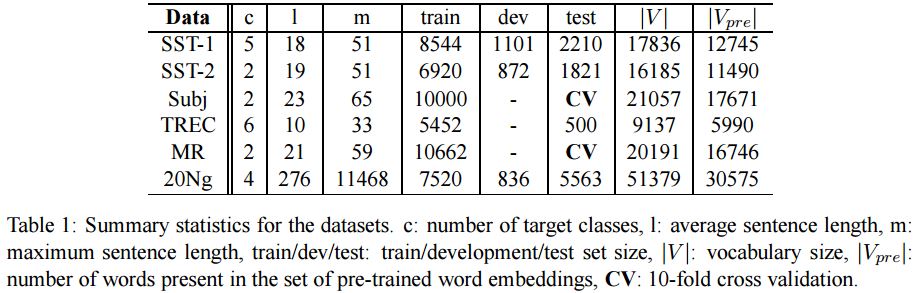 Data c l m train dev test |V| |V_pre|
SST-1 5 18 51 8544 1101 2210 17836 12745
SST-2 2 19 51 6920 872 1821 16185 11490
Subj 2 23 65 10000 - CV 21057 17671
TREC 6 10 33 5452 - 500 9137 5990
MR 2 21 59 10662 - CV 20191 16746
20Ng 4 276 11468 7520 836 5563 51379 30575
Table 1: Summary statistics for the datasets. c: number of target classes, l: average sentence length, m:
maximum sentence length, train/dev/test: train/development/test set size, |V|: vocabulary size, |V_pre|:
number of words present in the set of pre-trained word embeddings, CV: 10-fold cross validation.